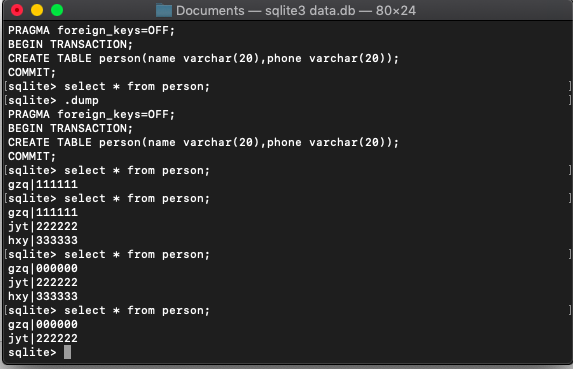 Documents — sqlite3 data.db — 80×24
PRAGMA foreign_keys=OFF;
BEGIN TRANSACTION;
CREATE TABLE person(name varchar(20),phone varchar(20));
COMMIT;
[sqlite> select * from person; ]
[sqlite> .dump ]
PRAGMA foreign_keys=OFF;
BEGIN TRANSACTION;
CREATE TABLE person(name varchar(20),phone varchar(20));
COMMIT;
[sqlite> select * from person; ]
gzq|111111
[sqlite> select * from person; ]
gzq|111111
jyt|222222
hxy|333333
[sqlite> select * from person; ]
gzq|000000
jyt|222222
hxy|333333
[sqlite> select * from person; ]
gzq|000000
jyt|222222
sqlite>